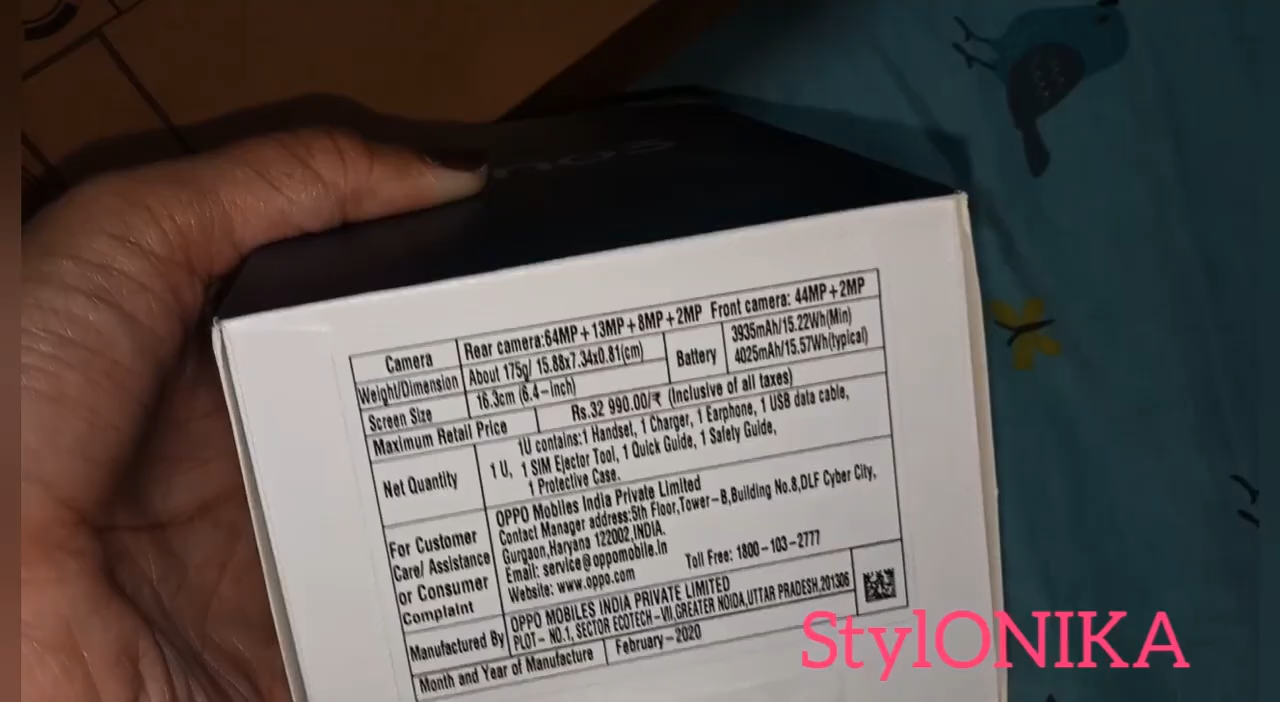 Camera Rear camera:64MP+13MP+8MP+2MP Front camera: 44MP+2MP
Weight/Dimension About 175g/ 15.88x7.34x0.81(cm)
Battery 3935mAh/15.22Wh(Min)
4025mAh/15.57Wh(typical)
Screen Size 16.3cm (6.4-Inch)
Maximum Retail Price Rs.32 990.00/₹ (Inclusive of all taxes)
Net Quantity
1U contains:1 Handset, 1 Charger, 1 Earphone, 1 USB data cable,
1 U, 1 SIM Ejector Tool, 1 Quick Guide, 1 Safety Guide,
1 Protective Case.
For Customer
Care/ Assistance
or Consumer
Complaint
OPPO Mobiles India Private Limited
Contact Manager address:5th Floor,Tower-B,Building No.8,DLF Cyber City,
Gurgaon,Haryana 122002,INDIA.
Email: service@oppomobile.in
Website: www.oppo.com Toll Free: 1800-103-2777
Manufactured By OPPO MOBILES INDIA PRIVATE LIMITED
PLOT-NO.1, SECTOR ECOTECH-VII,GREATER NOIDA,UTTAR PRADESH,201306
Month and Year of Manufacture February-2020
StylONIKA